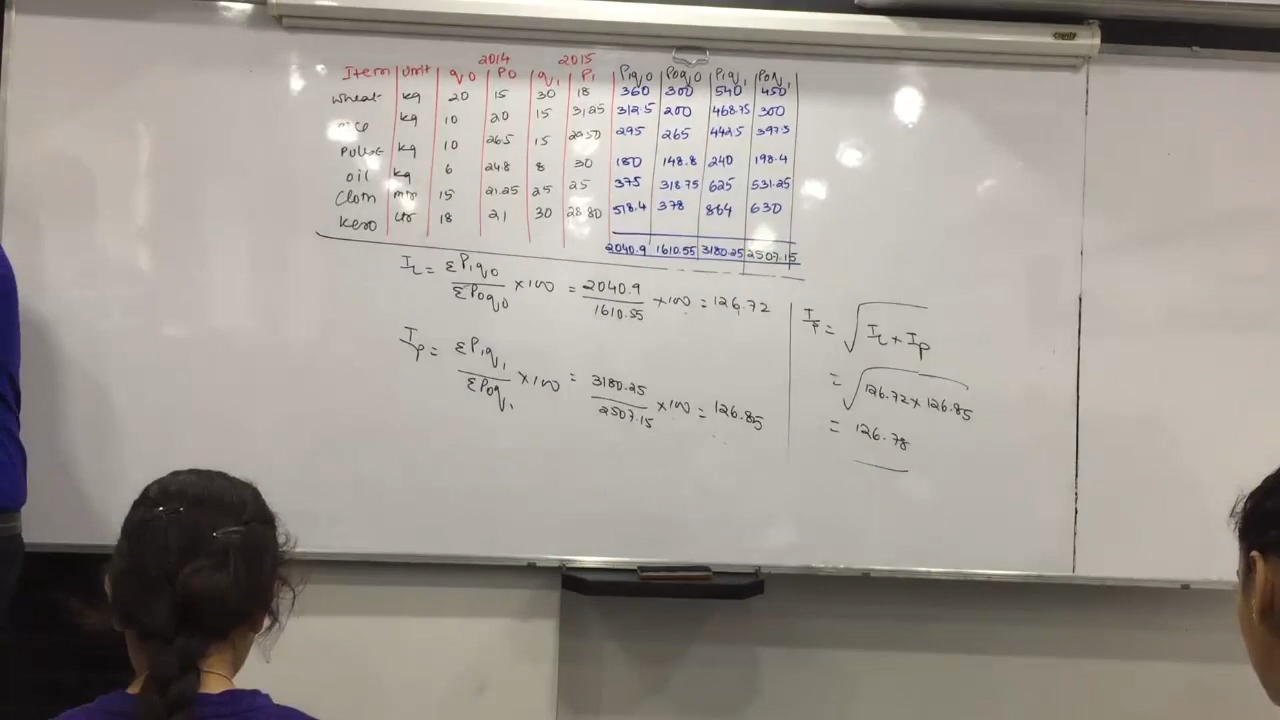 2014 2015
Item Unit q0 P0 q1 P1 P1q0 P0q0 P1q1 P0q1
Wheat kg 20 15 30 18 360 300 540 450
rice kg 10 20 15 31,25 312.5 200 468.75 300
Pulse kg 10 26.5 15 29.50 295 265 442.5 397.5
oil kg 6 24.8 8 30 180 148.8 240 198.4
Cloth mtr 15 21.25 25 25 375 318.75 625 531.25
Kero Ltr 18 21 30 28.80 518.4 378 864 630
2040.9 1610.55 3180.25 2507.15
IL = ΣP1q0 / ΣP0q0 × 100 = 2040.9 / 1610.55 × 100 = 126.72
IP = ΣP1q1 / ΣP0q1 × 100 = 3180.25 / 2507.15 × 100 = 126.85
IF = √IL × IP
= √126.72 × 126.85
= 126.78